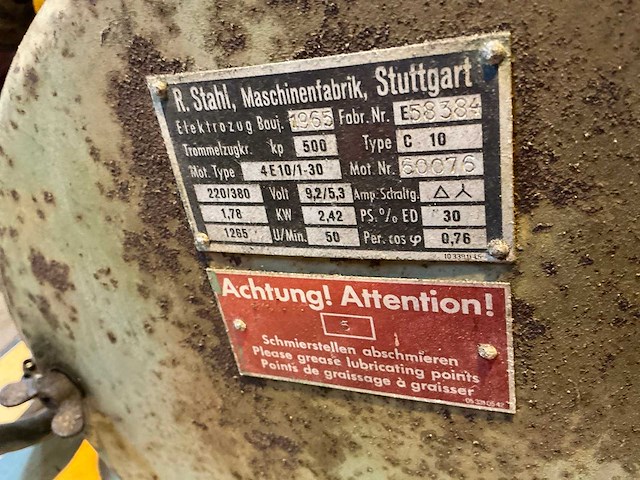 R. Stahl, Maschinenfabrik, Stuttgart
Elektrozug Bauj. 1965 Fabr. Nr. E58384
Trommelzugkr. kp 500 Type C 10
Mot. Type 4E10/1-30 Mot. Nr. 60076
220/380 Volt 9,2/5,3 Amp. Schaltg. △ ⅄
1,78 KW 2,42 PS. % ED 30
1265 U/Min. 50 Per. cos φ 0,76
Achtung! Attention!
Schmierstellen abschmieren
Please grease lubricating points
Points de graissage à graisser